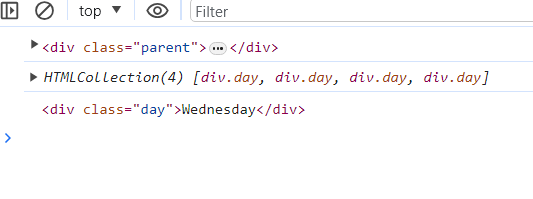 top
Filter
<div class="parent">…</div>
HTMLCollection(4) [div.day, div.day, div.day, div.day]
<div class="day">Wednesday</div>